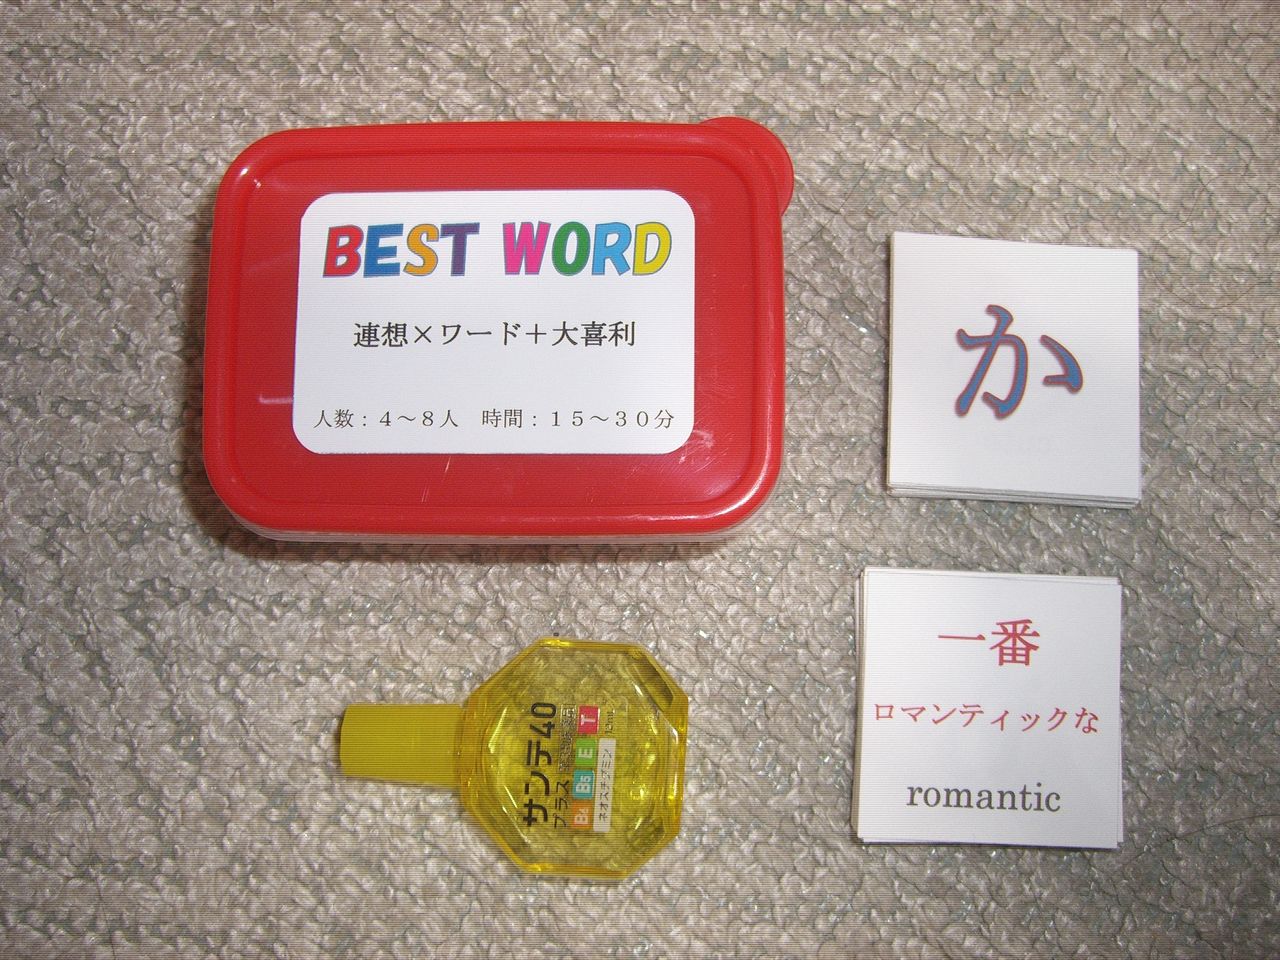 BEST WORD
連想×ワード+大喜利
人数:4~8人 時間:15~30分
か
一番
ロマンティックな
romantic
サンテ40
プラス
E T
B5
ネオスチグミン
12mL